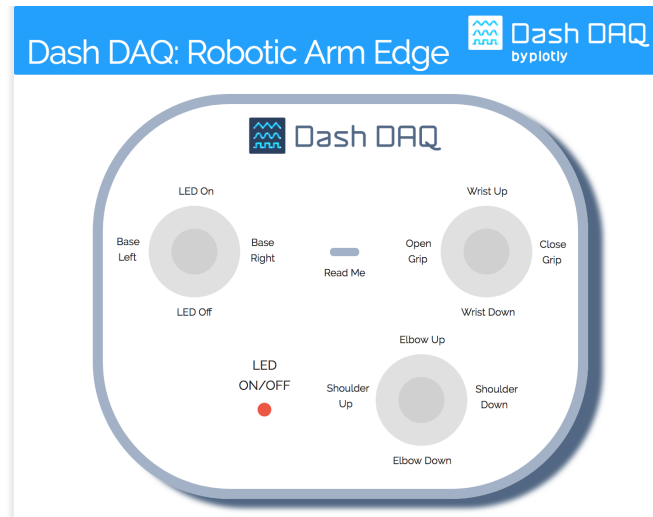 Dash DAQ: Robotic Arm Edge
Dash DAQ
by plotly
Dash DAQ
LED On
Base
Left
Base
Right
LED Off
Read Me
Wrist Up
Open
Grip
Close
Grip
Wrist Down
LED
ON/OFF
Elbow Up
Shoulder
Up
Shoulder
Down
Elbow Down